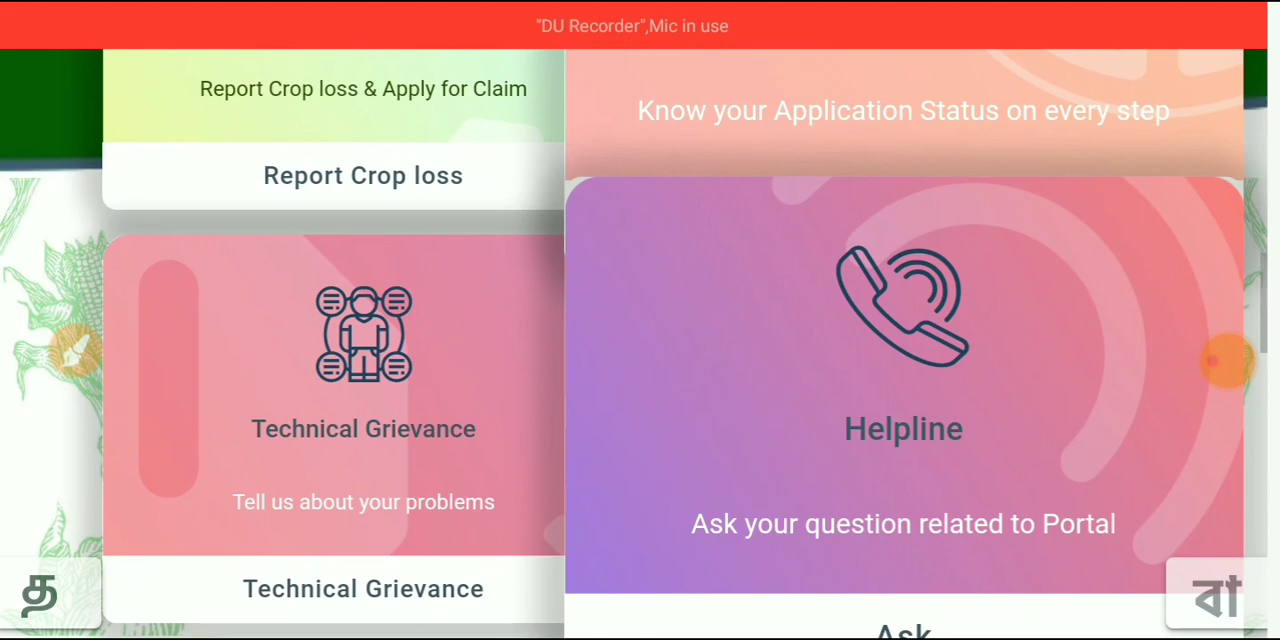 "DU Recorder",Mic in use
Report Crop loss & Apply for Claim
Report Crop loss
Know your Application Status on every step
Technical Grievance
Tell us about your problems
Technical Grievance
Helpline
Ask your question related to Portal
Ask
த
বা